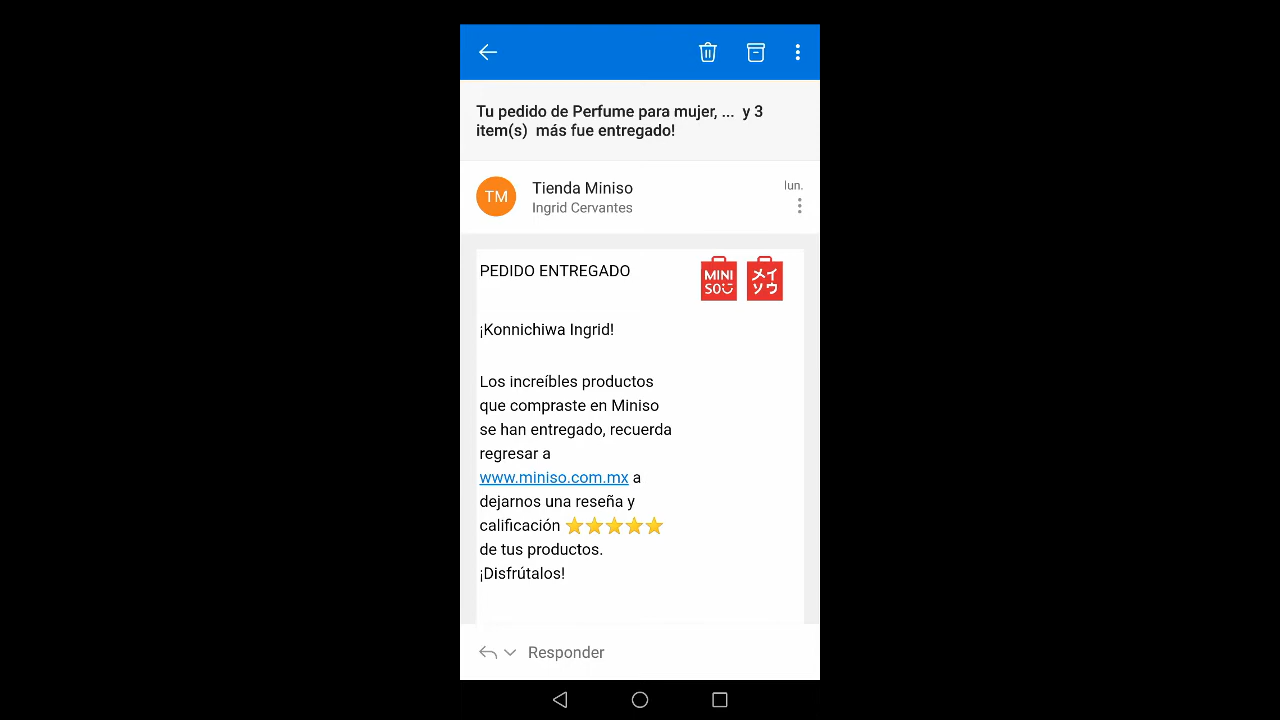 Tu pedido de Perfume para mujer, ... y 3
item(s) más fue entregado!
TM
Tienda Miniso
lun.
Ingrid Cervantes
PEDIDO ENTREGADO
MINI
SO
メイ
ソウ
¡Konnichiwa Ingrid!
Los increíbles productos
que compraste en Miniso
se han entregado, recuerda
regresar a
www.miniso.com.mx a
dejarnos una reseña y
calificación ⭐⭐⭐⭐⭐
de tus productos.
¡Disfrútalos!
Responder